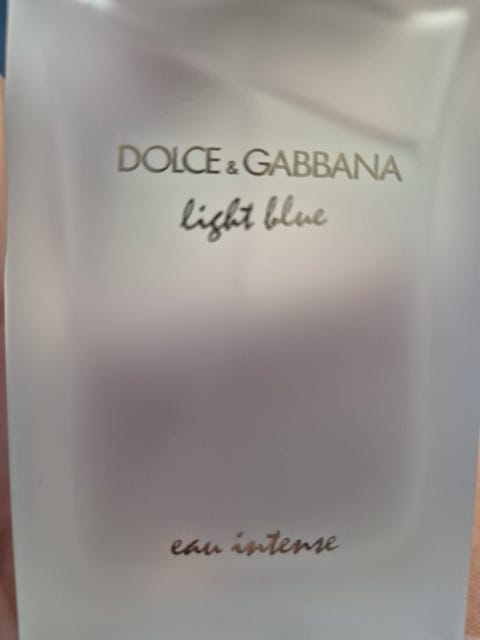 DOLCE & GABBANA
light blue
eau intense